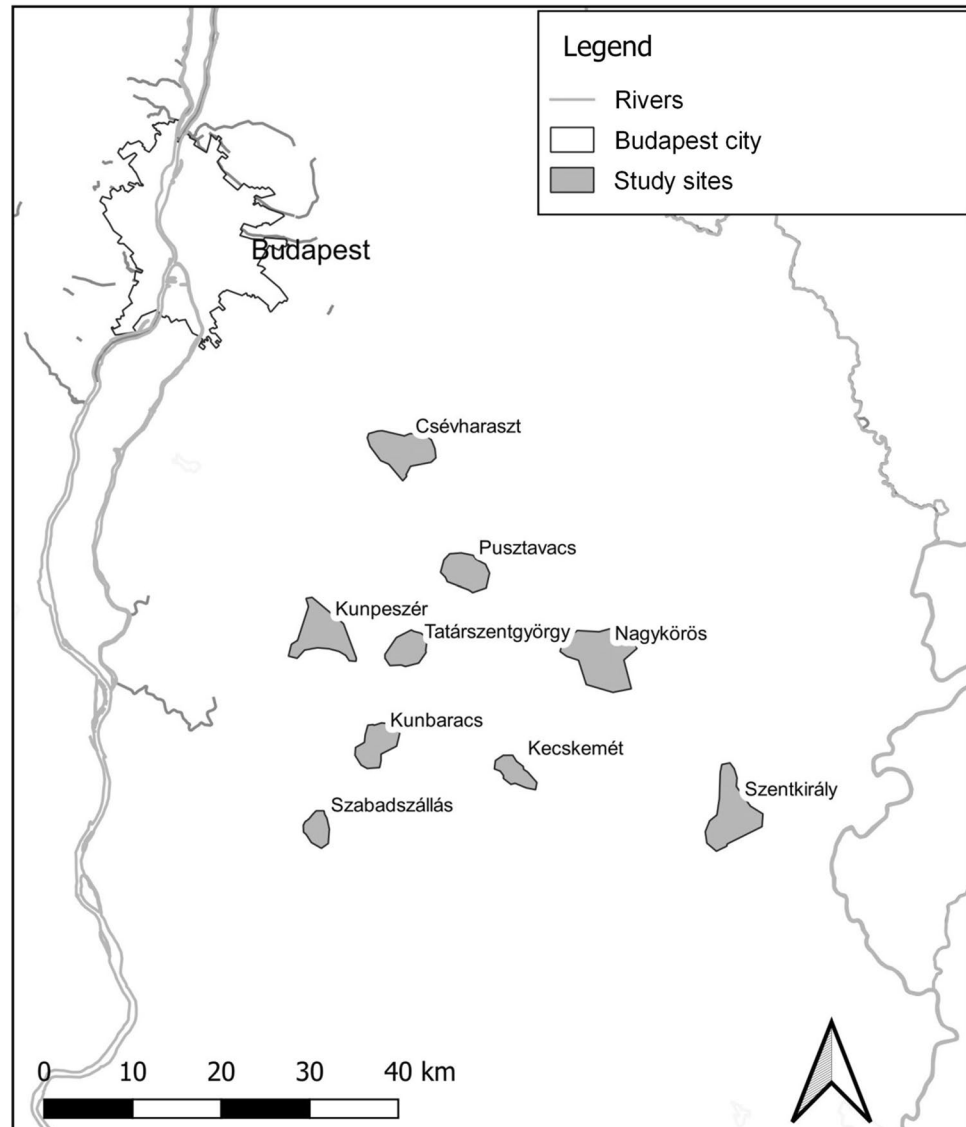 Legend
Rivers
Budapest city
Study sites
Budapest
Csévharaszt
Pusztavacs
Kunpeszér
Tatárszentgyörgy
Nagykörös
Kunbaracs
Kecskemét
Szentkirály
Szabadszállás
0 10 20 30 40 km